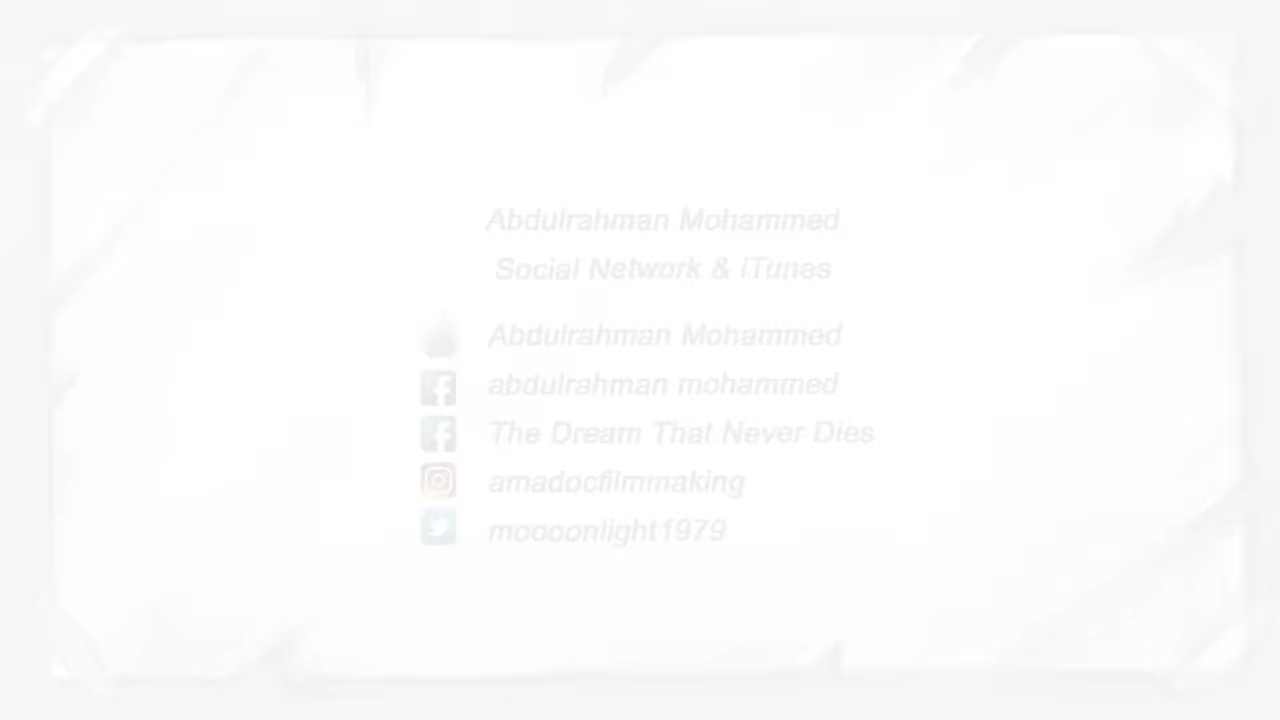 Abdulrahman Mohammed
Social Network & iTunes
Abdulrahman Mohammed
abdulrahman mohammed
The Dream That Never Dies
amadocfilmmaking
moooonlight1979